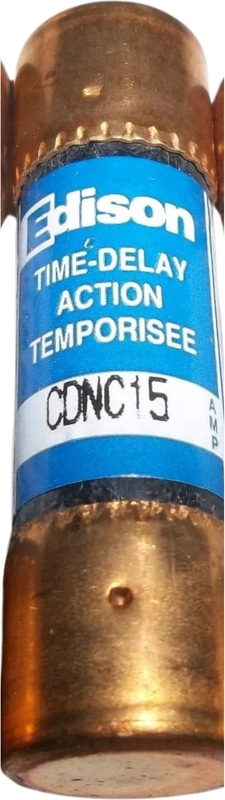 Edison
TIME-DELAY
ACTION
TEMPORISEE
CDNC15
AMP